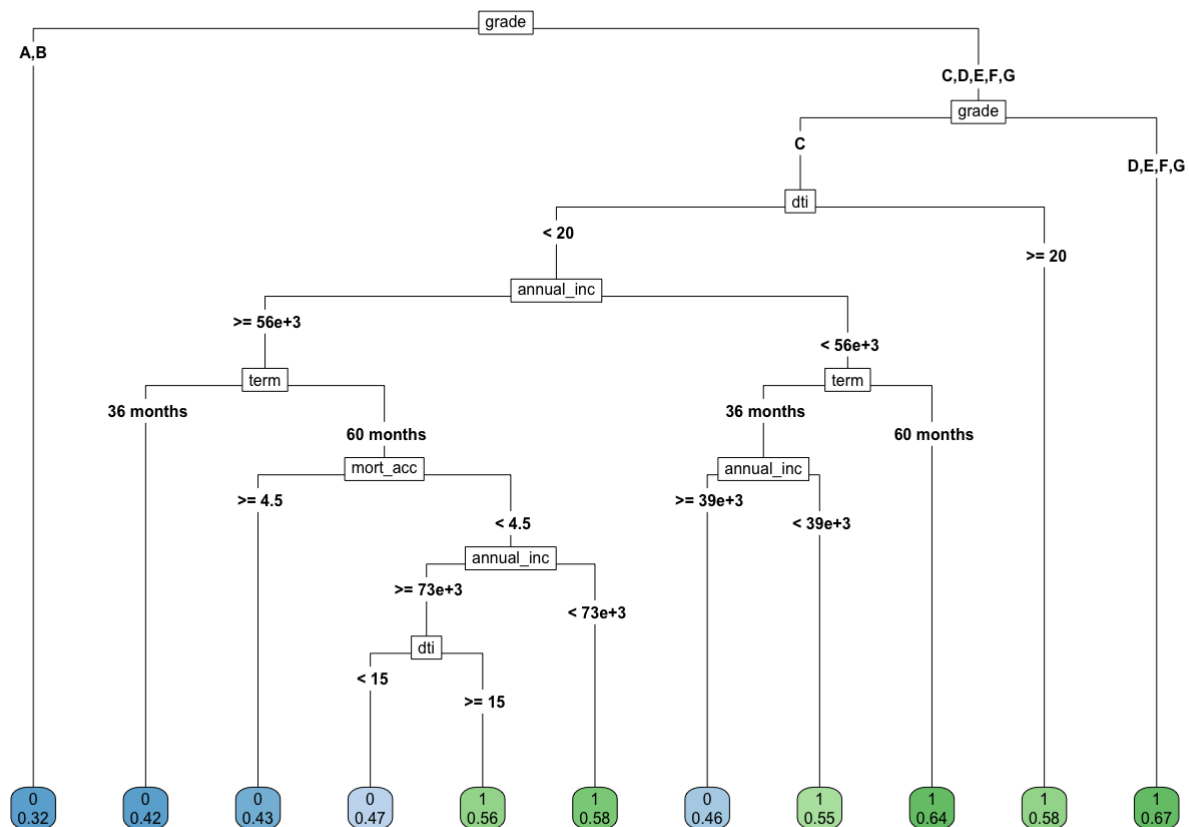 grade
A,B
C,D,E,F,G
grade
C
D,E,F,G
dti
< 20
>= 20
annual_inc
>= 56e+3
< 56e+3
term
term
36 months
36 months
60 months
60 months
mort_acc
annual_inc
>= 4.5
>= 39e+3
< 4.5
< 39e+3
annual_inc
>= 73e+3
< 73e+3
dti
< 15
>= 15
0 0 0 0 1 1 0 1 1 1 1
0.32 0.42 0.43 0.47 0.56 0.58 0.46 0.55 0.64 0.58 0.67